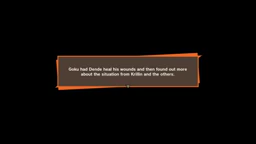 Goku had Dende heal his wounds and then found out more
about the situation from Krillin and the others.